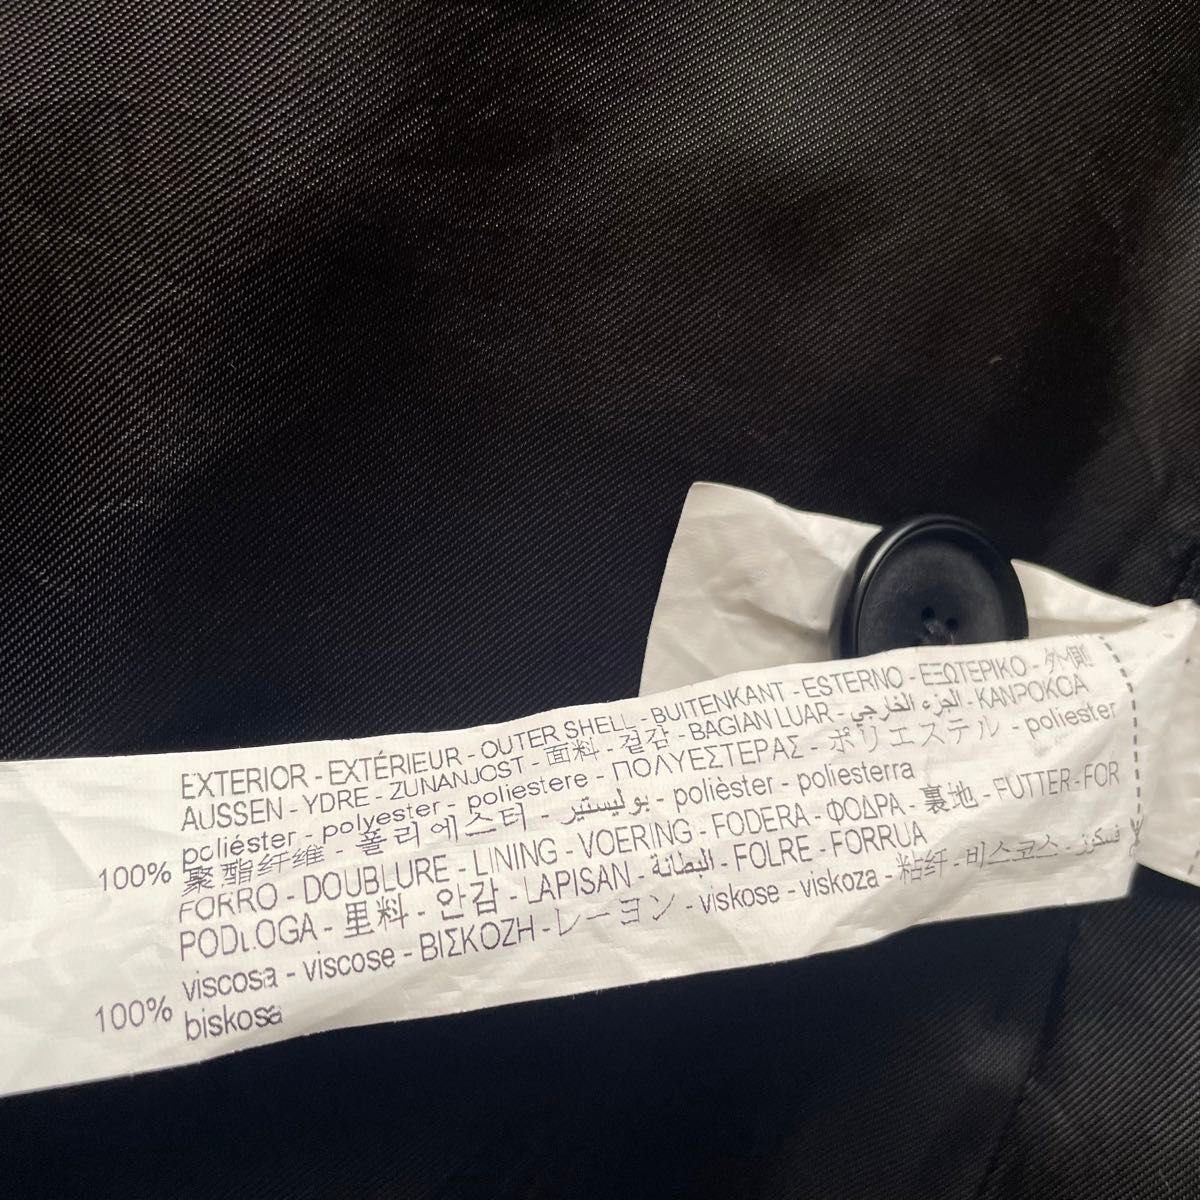 EXTERIOR - EXTÉRIEUR - OUTER SHELL - BUITENKANT - ESTERNO - ΕΞΩΤΕΡΙΚΟ - 外側
AUSSEN - YDRE - ZUNANJOST - 面料 - 겉감 - BAGIAN LUAR - الجزء الخارجي - KANPOKOA
100% poliéster - polyester - poliestere - ΠΟΛΥΕΣΤΕΡΑΣ - ポリエステル - poliester
聚酯纤维 - 폴리에스터 - بوليستير - polièster - poliesterra
FORRO - DOUBLURE - LINING - VOERING - FODERA - ΦΟΔΡΑ - 裏地 - FUTTER - FOR
PODLOGA - 里料 - 안감 - LAPISAN - البطانة - FOLRE - FORRUA
100% viscosa - viscose - ΒΙΣΚΟΖΗ - レーヨン - viskose - viskoza - 粘纤 - 비스코스 - فسكوز
biskosa